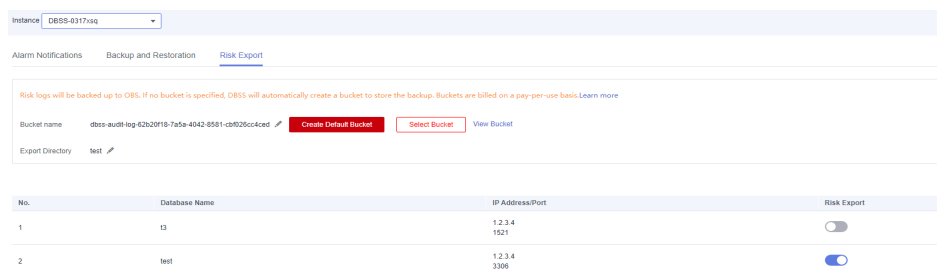 Instance DBSS-0317xsq
Alarm Notifications Backup and Restoration Risk Export
Risk logs will be backed up to OBS. If no bucket is specified, DBSS will automatically create a bucket to store the backup. Buckets are billed on a pay-per-use basis.Learn more
Bucket name dbss-audit-log-62b20f18-7a5a-4042-8581-cbf026cc4ced Create Default Bucket Select Bucket View Bucket
Export Directory test
No. Database Name IP Address/Port Risk Export
1 t3 1.2.3.4
1521
2 test 1.2.3.4
3306